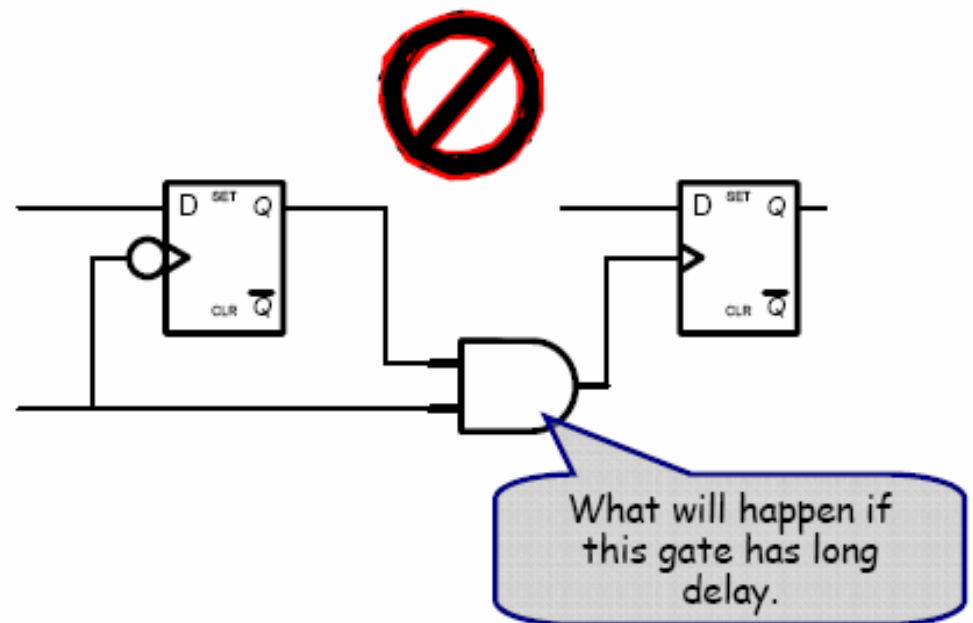 D SET Q
CLR Q
D SET Q
CLR Q
What will happen if
this gate has long
delay.